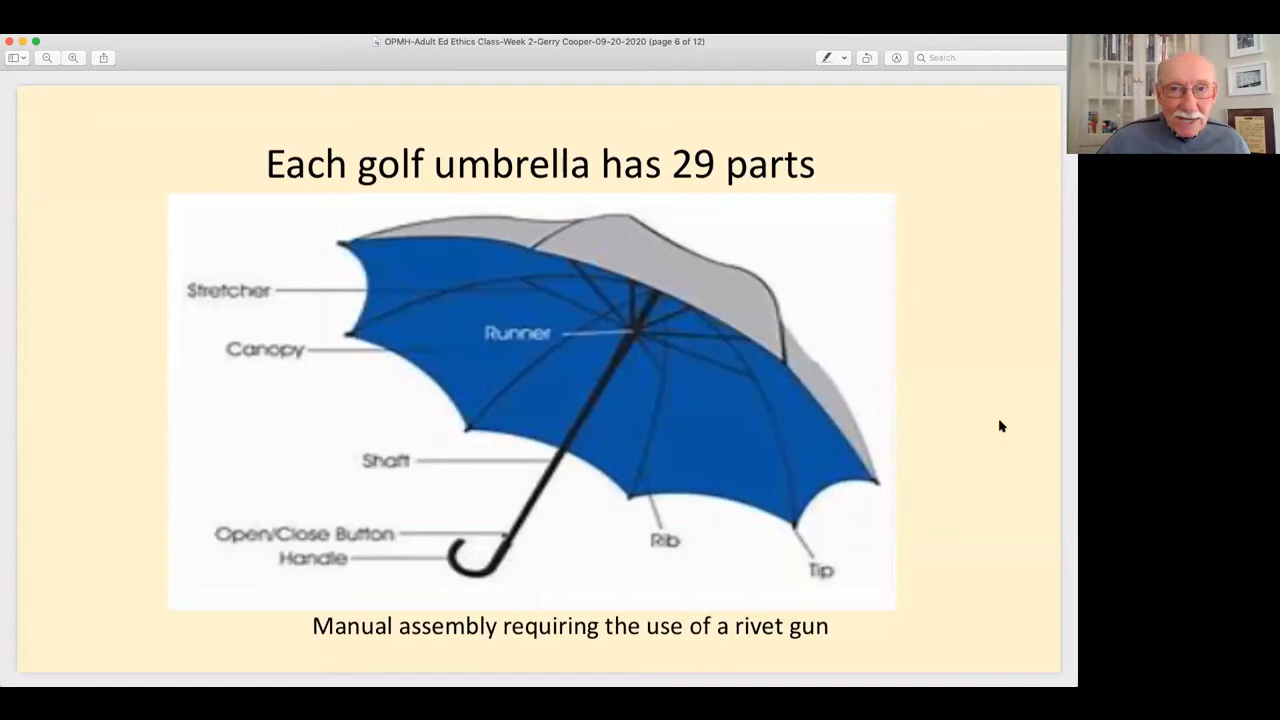 OPMH-Adult Ed Ethics Class-Week 2-Gerry Cooper-09-20-2020 (page 6 of 12)
Search
Each golf umbrella has 29 parts
Stretcher
Runner
Canopy
Shaft
Open/Close Button
Rib
Handle
Tip
Manual assembly requiring the use of a rivet gun